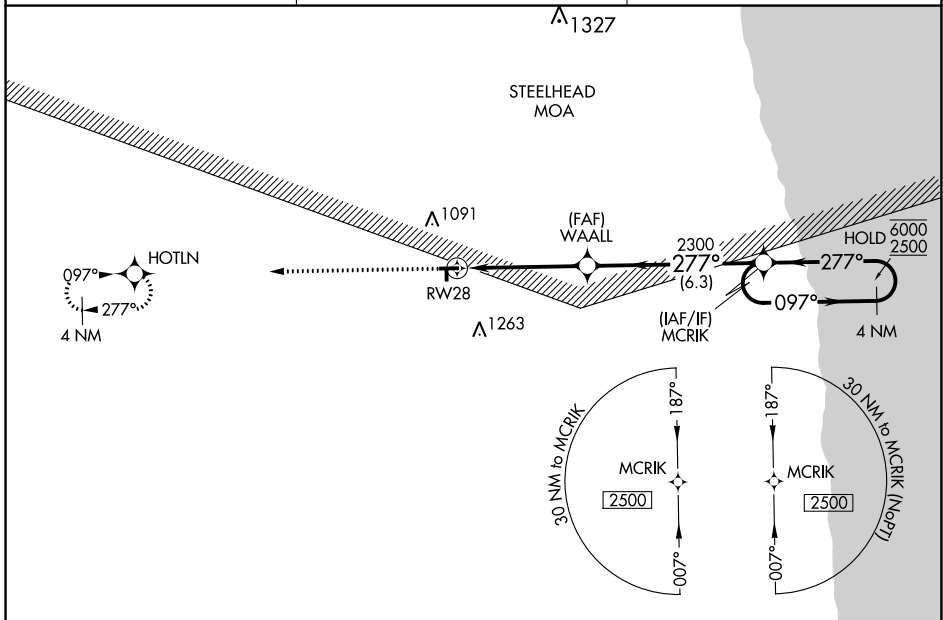 1327
STEELHEAD
MOA
1091
(FAF)
WAALL
HOLD
6000
2500
2300
277°
(6.3)
277°
HOTLN
097°
277°
4 NM
RW28
1263
(IAF/IF)
MCRIK
097°
4 NM
30 NM to MCRIK
187°
MCRIK
2500
007°
30 NM to MCRIK (NoPT)
187°
MCRIK
2500
007°